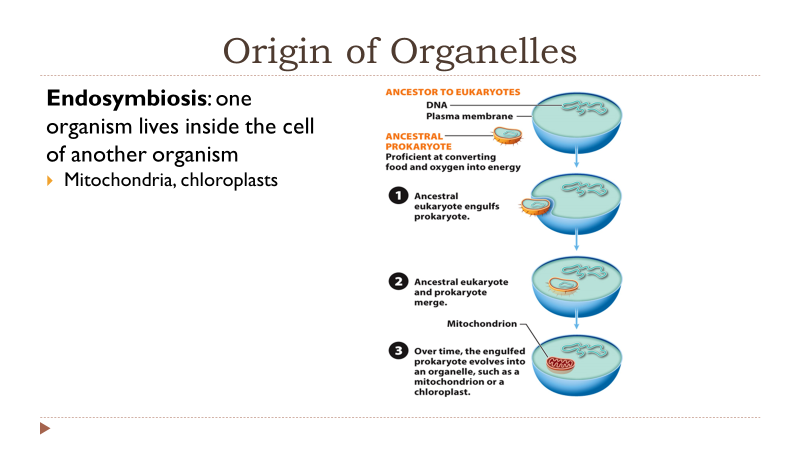 Origin of Organelles
Endosymbiosis: one
organism lives inside the cell
of another organism
Mitochondria, chloroplasts
ANCESTOR TO EUKARYOTES
DNA
Plasma membrane
ANCESTRAL
PROKARYOTE
Proficient at converting
food and oxygen into energy
1 Ancestral
eukaryote engulfs
prokaryote.
2 Ancestral eukaryote
and prokaryote
merge.
Mitochondrion
3 Over time, the engulfed
prokaryote evolves into
an organelle, such as a
mitochondrion or a
chloroplast.